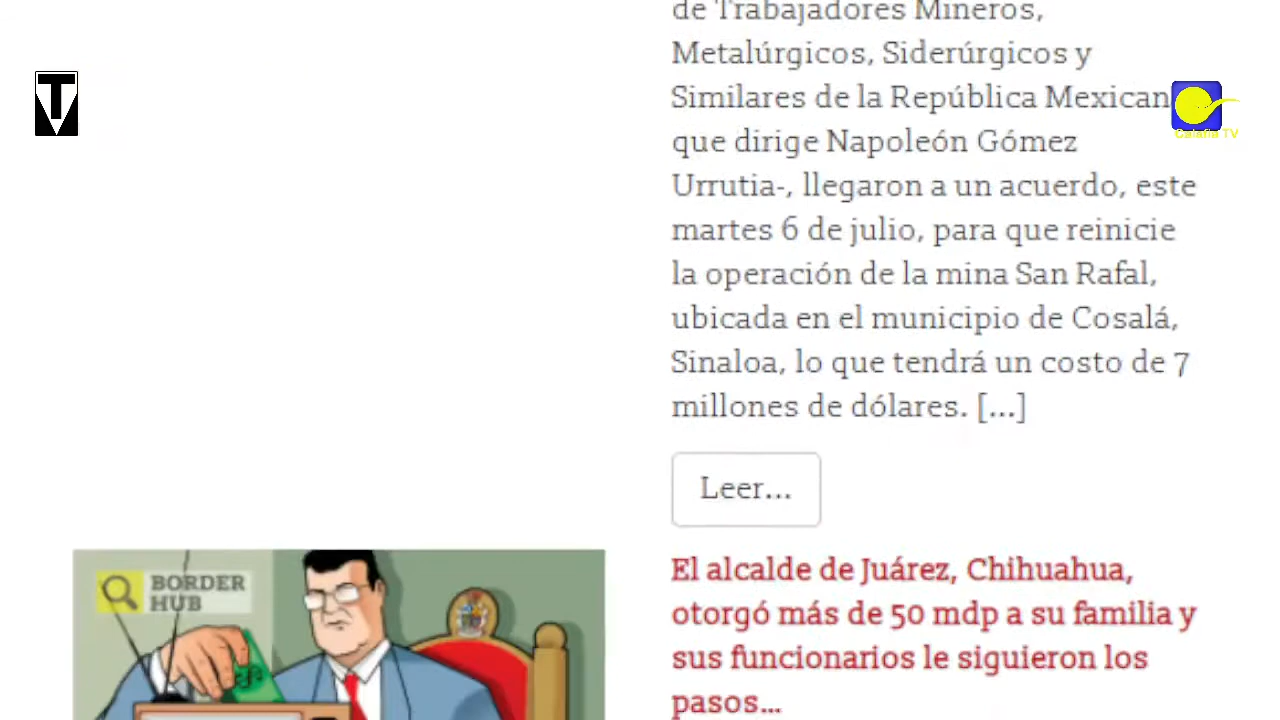 de Trabajadores Mineros,
Metalúrgicos, Siderúrgicos y
Similares de la República Mexican
que dirige Napoleón Gómez
Urrutia-, llegaron a un acuerdo, este
martes 6 de julio, para que reinicie
la operación de la mina San Rafal,
ubicada en el municipio de Cosalá,
Sinaloa, lo que tendrá un costo de 7
millones de dólares. [...]
Leer...
El alcalde de Juárez, Chihuahua,
otorgó más de 50 mdp a su familia y
sus funcionarios le siguieron los
pasos...
BORDER
HUB
TV
Calafia TV